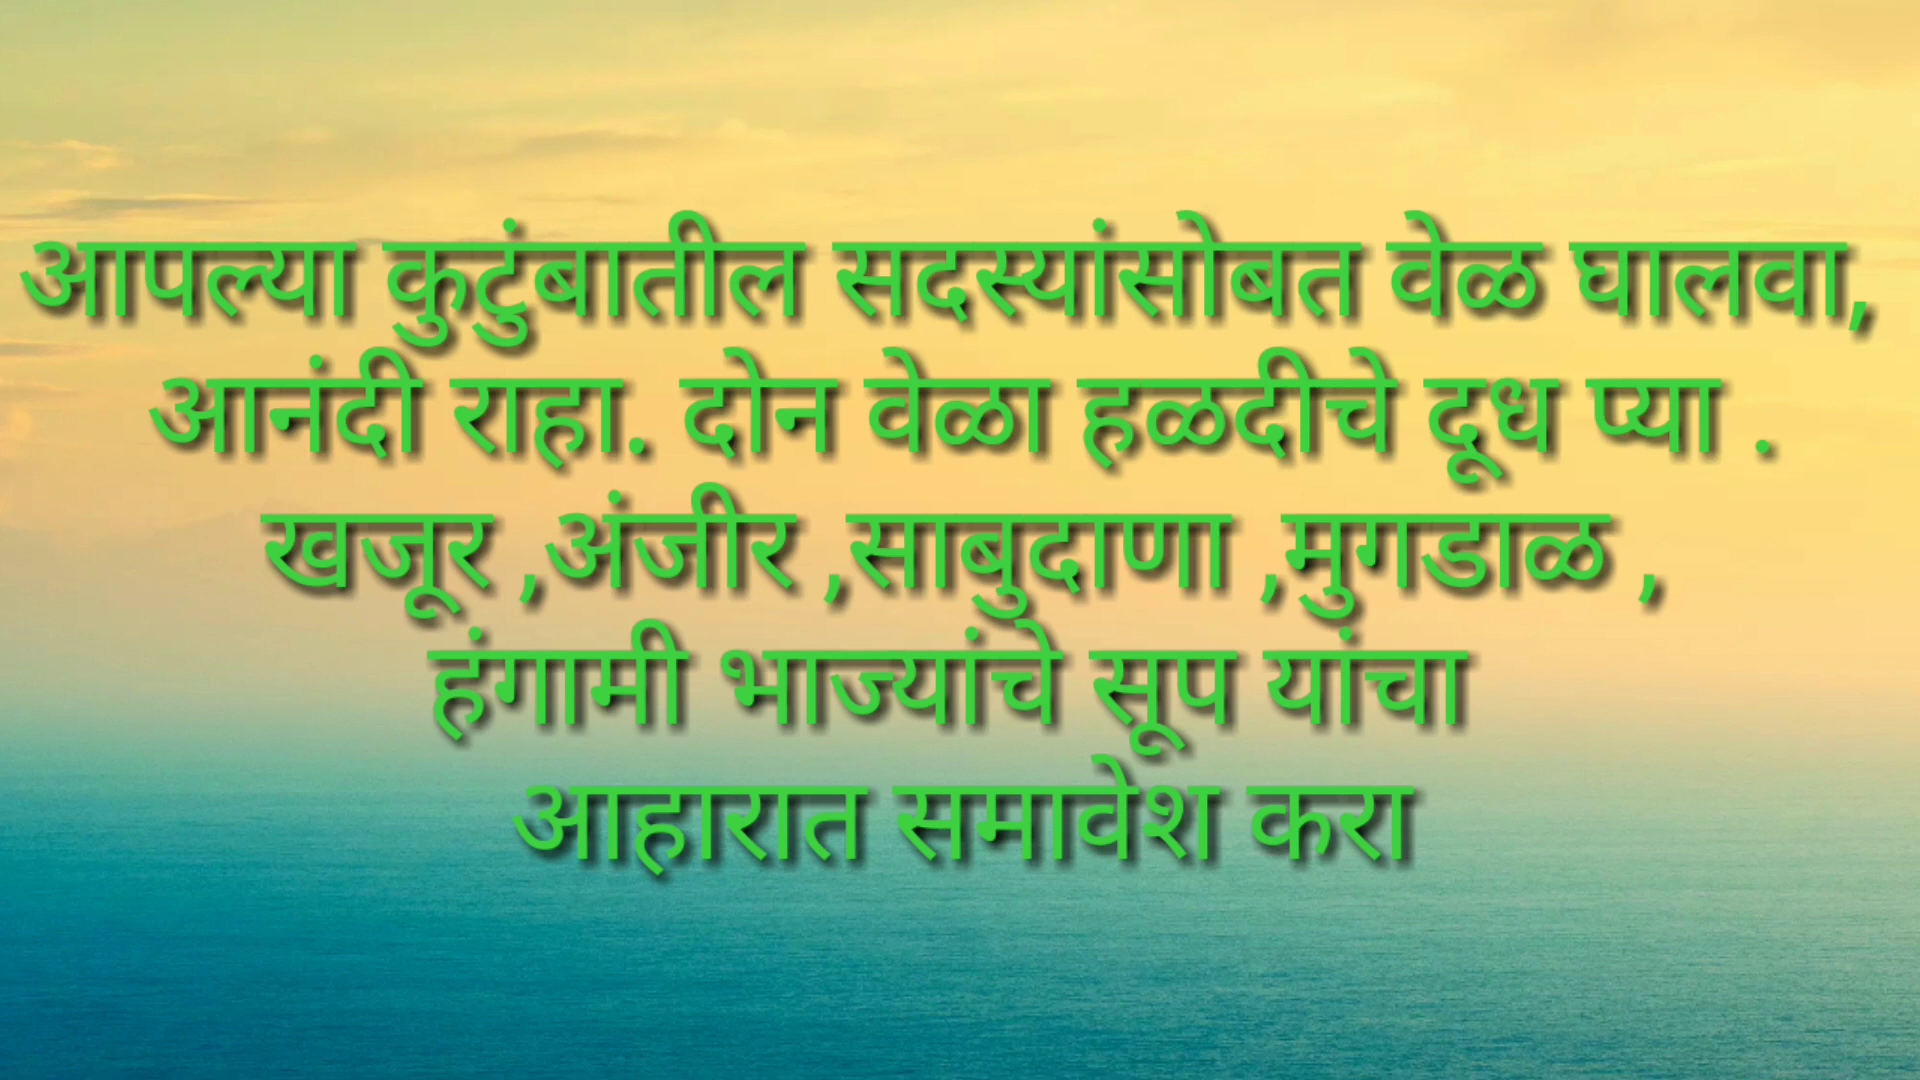 आपल्या कुटुंबातील सदस्यांसोबत वेळ घालवा,
आनंदी राहा. दोन वेळा हळदीचे दूध प्या .
खजूर ,अंजीर ,साबुदाणा ,मुगडाळ ,
हंगामी भाज्यांचे सूप यांचा
आहारात समावेश करा